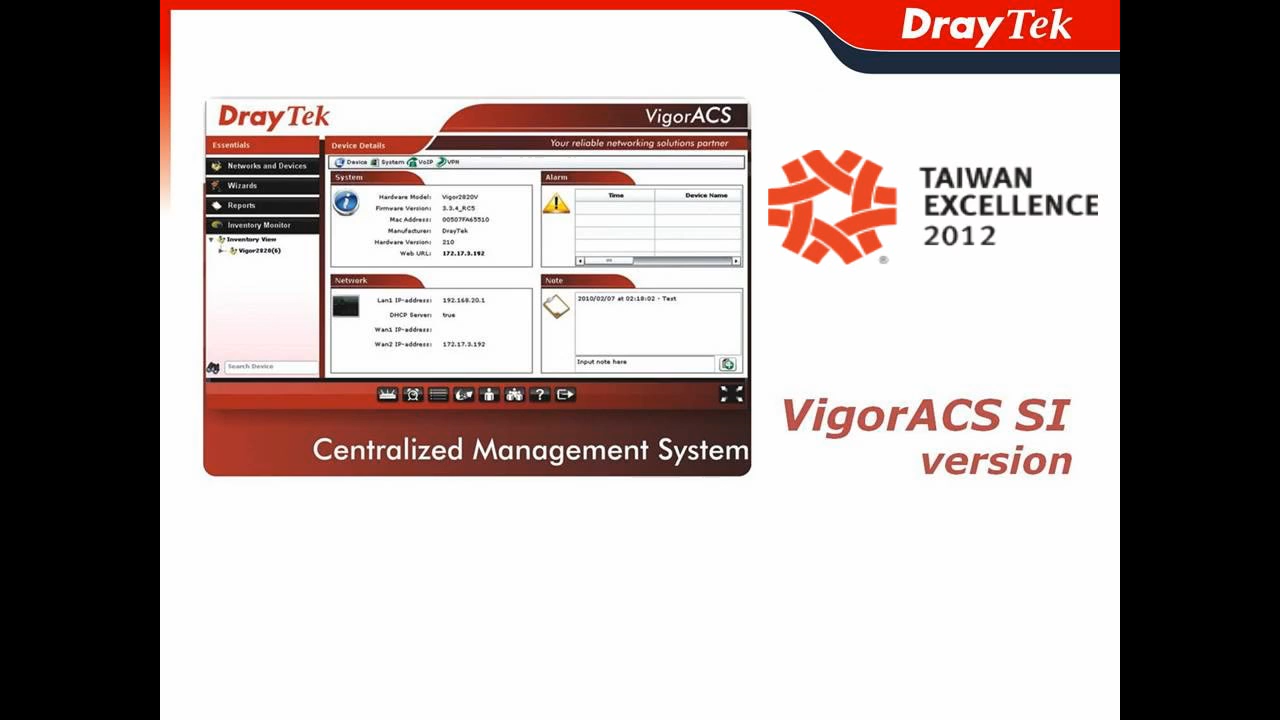 DrayTek
DrayTek
VigorACS
Essentials
Device Details
Your reliable networking solutions partner
Networks and Devices
Wizards
Reports
Inventory Monitor
Inventory View
Vigor2820(6)
Search Device
Device System VoIP VPN
System
Hardware Model: Vigor2820V
Firmware Version: 3.3.4_RC5
Mac Address: 00507FA65510
Manufacturer: DrayTek
Hardware Version: 210
Web URL: 172.17.3.192
Alarm
Time Device Name
Network
Lan1 IP-address: 192.168.20.1
DHCP Server: true
Wan1 IP-address:
Wan2 IP-address: 172.17.3.192
Note
2010/02/07 at 02:18:02 - Test
Input note here
Centralized Management System
TAIWAN
EXCELLENCE
2012
®
VigorACS SI
version